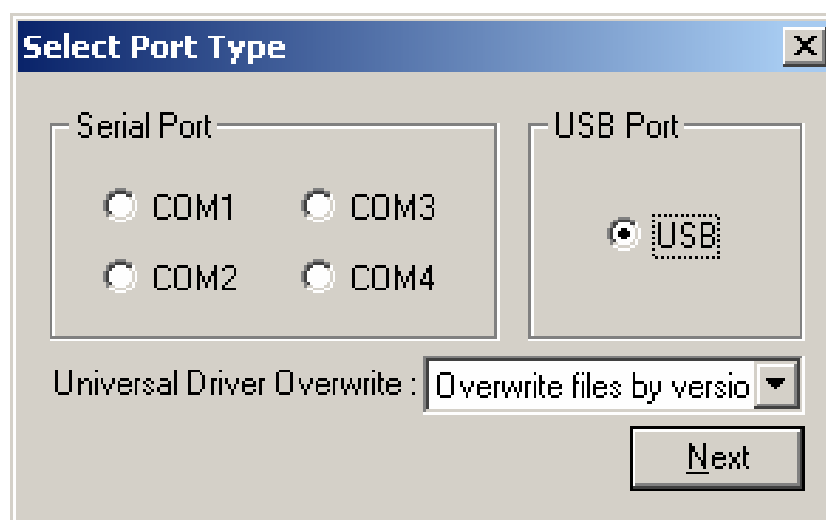 Select Port Type
Serial Port
USB Port
COM1
COM3
COM2
COM4
USB
Universal Driver Overwrite :
Overwrite files by versio
Next